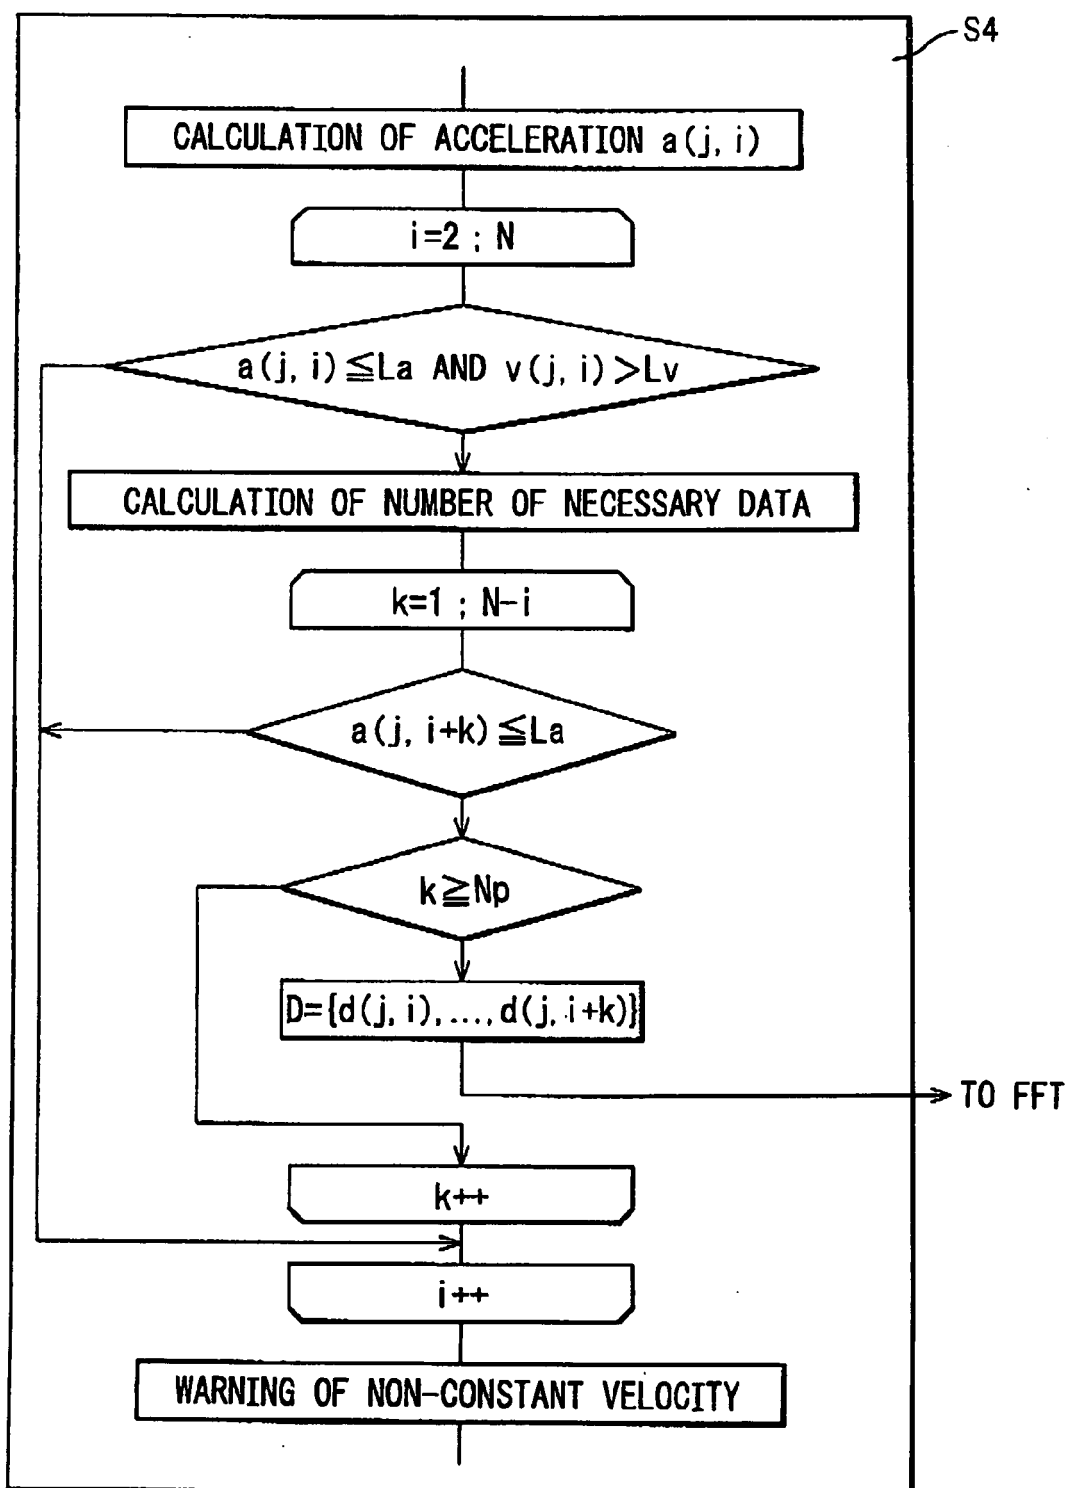 S4
CALCULATION OF ACCELERATION a(j, i)
i=2 ; N
a(j, i)≦La AND v(j, i)>Lv
CALCULATION OF NUMBER OF NECESSARY DATA
k=1 ; N-i
a(j, i+k)≦La
k≧Np
D={d(j, i),..., d(j, i+k)}
TO FFT
k++
i++
WARNING OF NON-CONSTANT VELOCITY